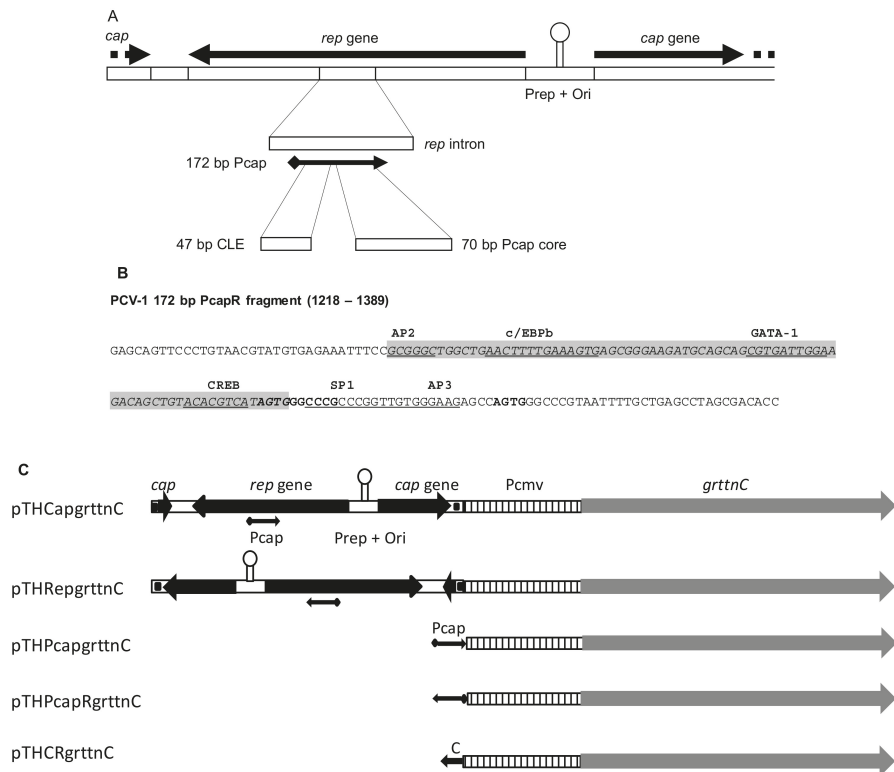 A
cap
rep gene
cap gene
Prep + Ori
rep intron
172 bp Pcap
47 bp CLE
70 bp Pcap core
B
PCV-1 172 bp PcapR fragment (1218 – 1389)
AP2 c/EBPb GATA-1
GAGCAGTTCCCTGTAACGTATGTGAGAAATTTCCGCGGGCTGGCTGAACTTTTGAAAGTGAGCGGGAAGATGCAGCAGCGTGATTGGAA
CREB SP1 AP3
GACAGCTGTACACGTCATAGTGGGCCCCGCCCGGTTGTGGGAAGAGCCAGTGGGCCCGTAATTTTGCTGAGCCTAGCGACACC
C
cap rep gene cap gene Pcmv grttnC
pTHCapgrttnC
Pcap Prep + Ori
pTHRepgrttnC
Pcap
pTHPcapgrttnC
pTHPcapRgrttnC
C
pTHCRgrttnC